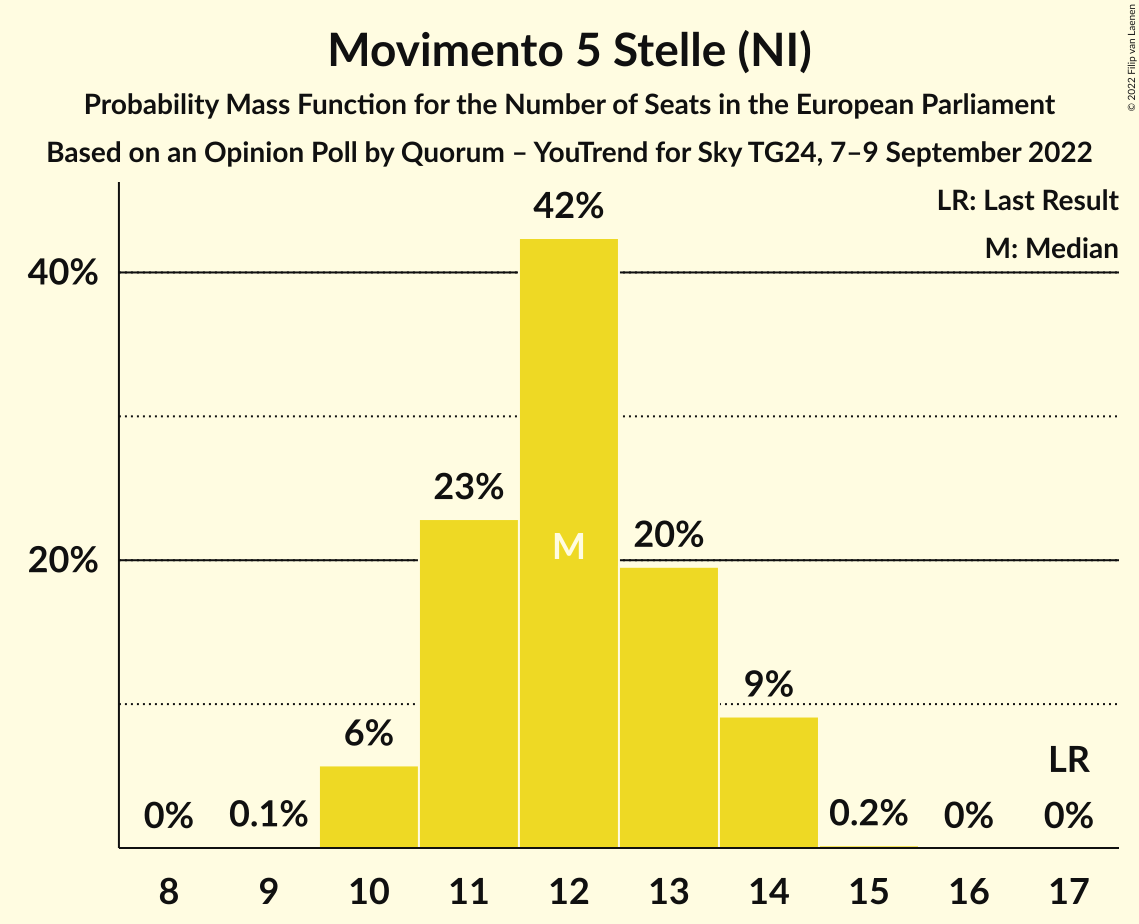 Movimento 5 Stelle (NI)
Probability Mass Function for the Number of Seats in the European Parliament
Based on an Opinion Poll by Quorum – YouTrend for Sky TG24, 7–9 September 2022
© 2022 Filip van Laenen
LR: Last Result
M: Median
40%
20%
0%
0.1%
6%
23%
42%
M
20%
9%
0.2%
0%
LR
0%
8 9 10 11 12 13 14 15 16 17